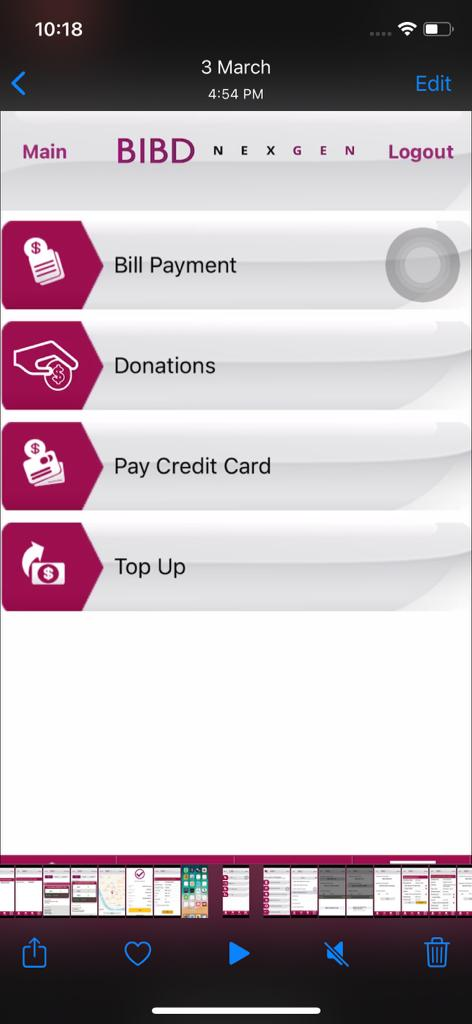 10:18
3 March
4:54 PM
Edit
Main
BIBD NEXGEN
Logout
Bill Payment
Donations
Pay Credit Card
Top Up